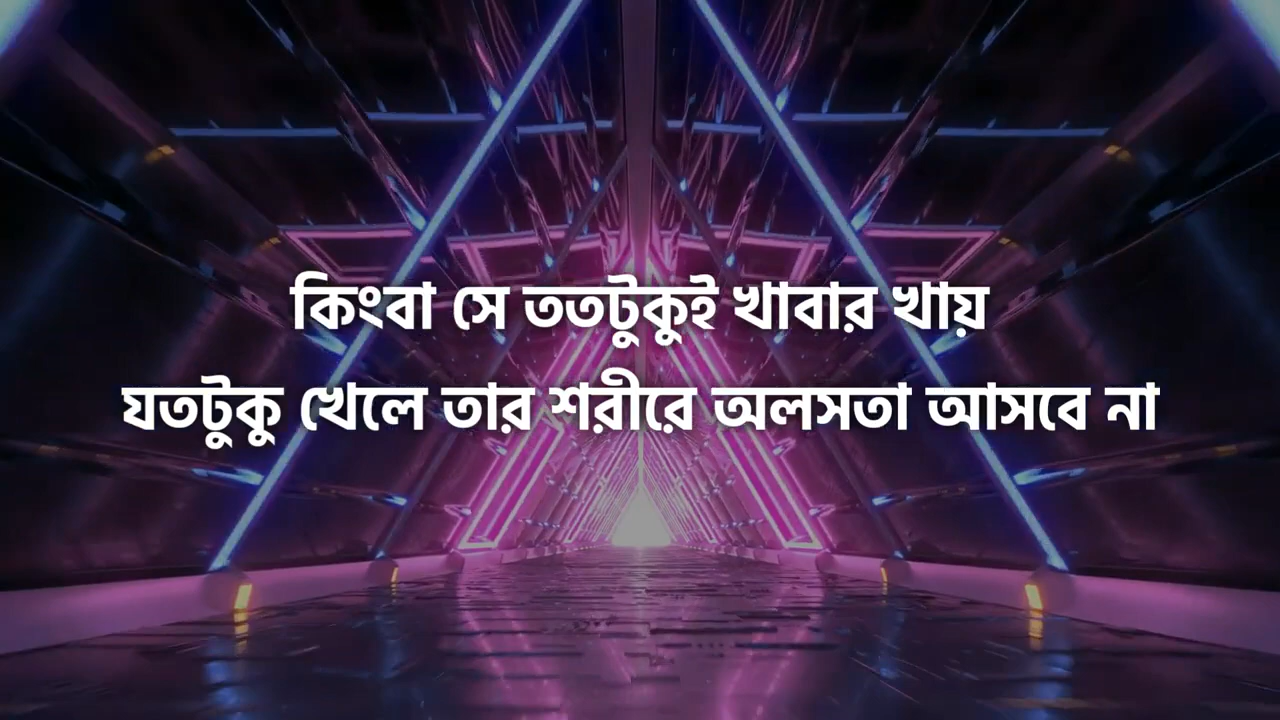 কিংবা সে ততটুকুই খাবার খায়
যতটুকু খেলে তার শরীরে অলসতা আসবে না